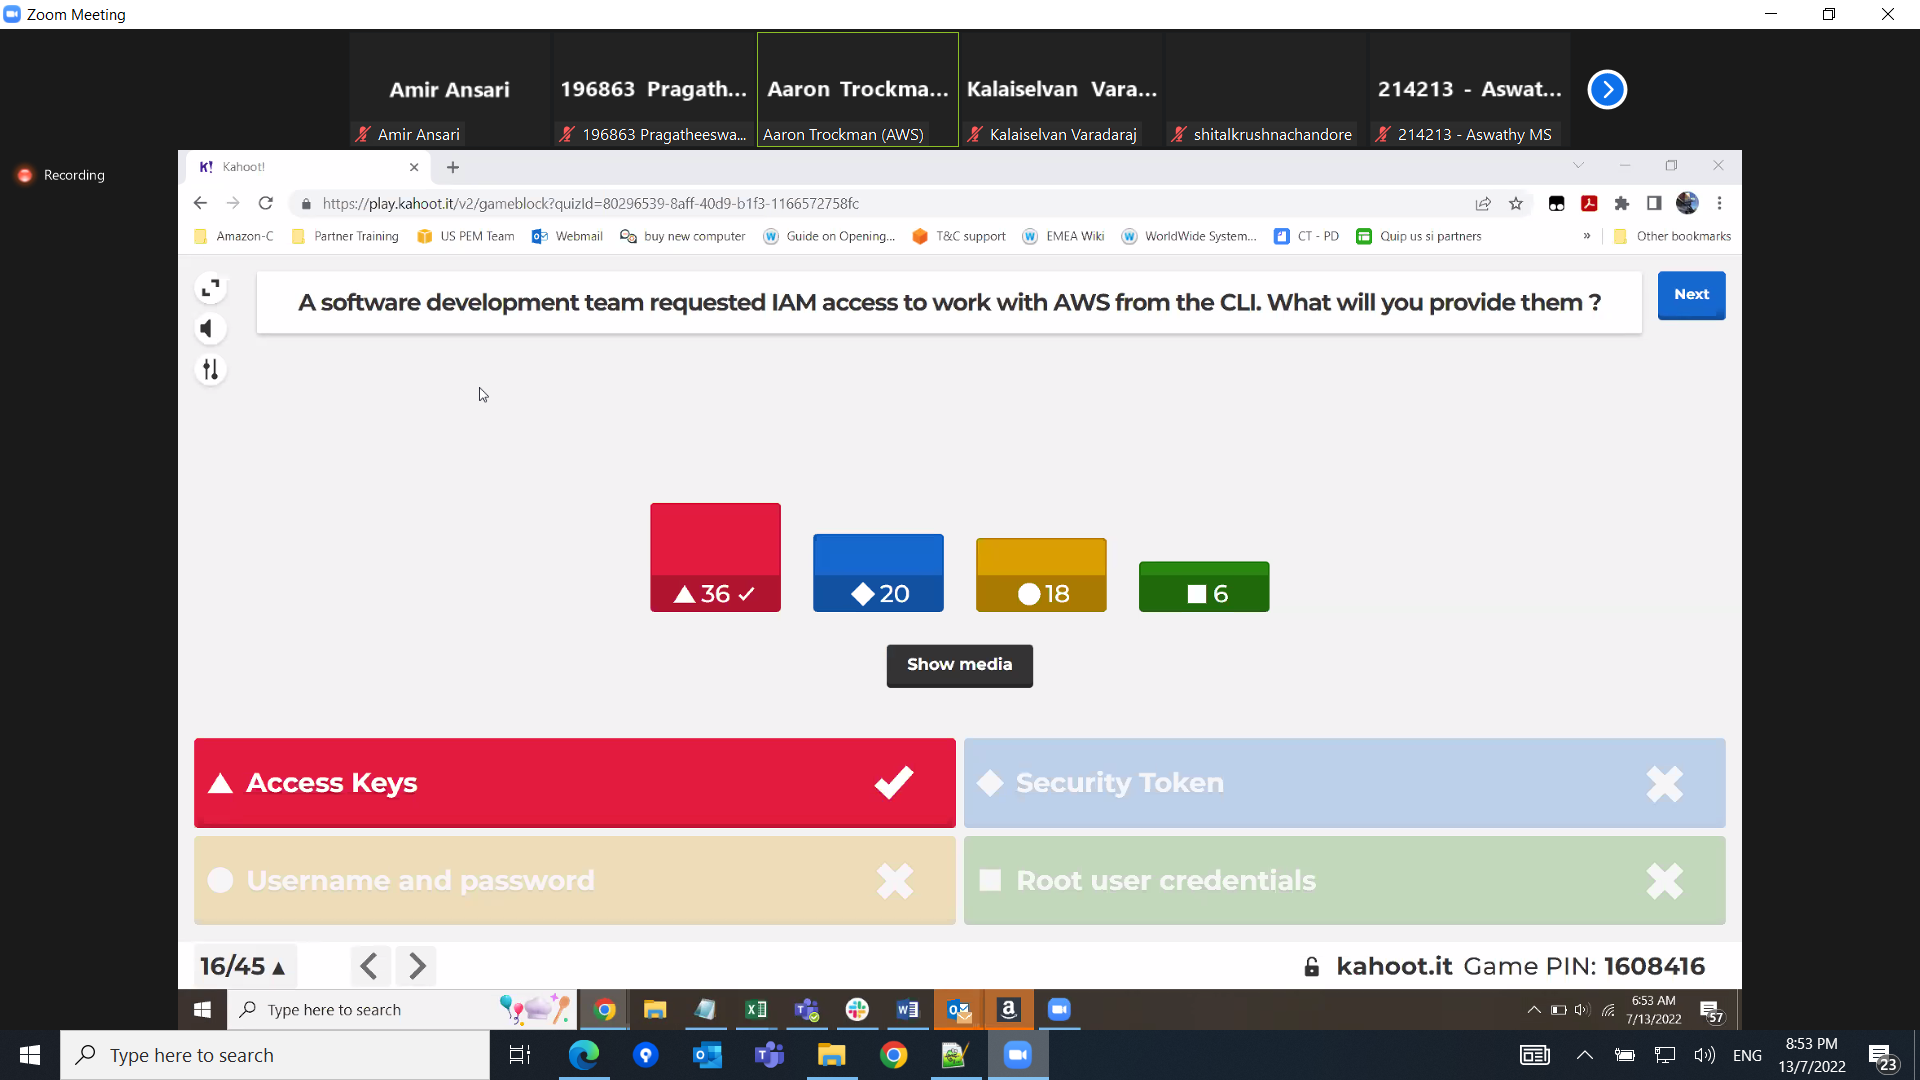 Zoom Meeting
Amir Ansari
196863 Pragath...
Aaron Trockma...
Kalaiselvan Vara...
214213 - Aswat...
Amir Ansari
196863 Pragatheeswa...
Aaron Trockman (AWS)
Kalaiselvan Varadaraj
shitalkrushnachandore
214213 - Aswathy MS
Recording
K! Kahoot!
https://play.kahoot.it/v2/gameblock?quizId=80296539-8aff-40d9-b1f3-1166572758fc
Amazon-C
Partner Training
US PEM Team
Webmail
buy new computer
Guide on Opening...
T&C support
EMEA Wiki
WorldWide System...
CT - PD
Quip us si partners
»
Other bookmarks
A software development team requested IAM access to work with AWS from the CLI. What will you provide them ?
Next
36
20
18
6
Show media
Access Keys
Security Token
Username and password
Root user credentials
16/45
kahoot.it Game PIN: 1608416
Type here to search
6:53 AM
7/13/2022
57
Type here to search
ENG
8:53 PM
13/7/2022
23